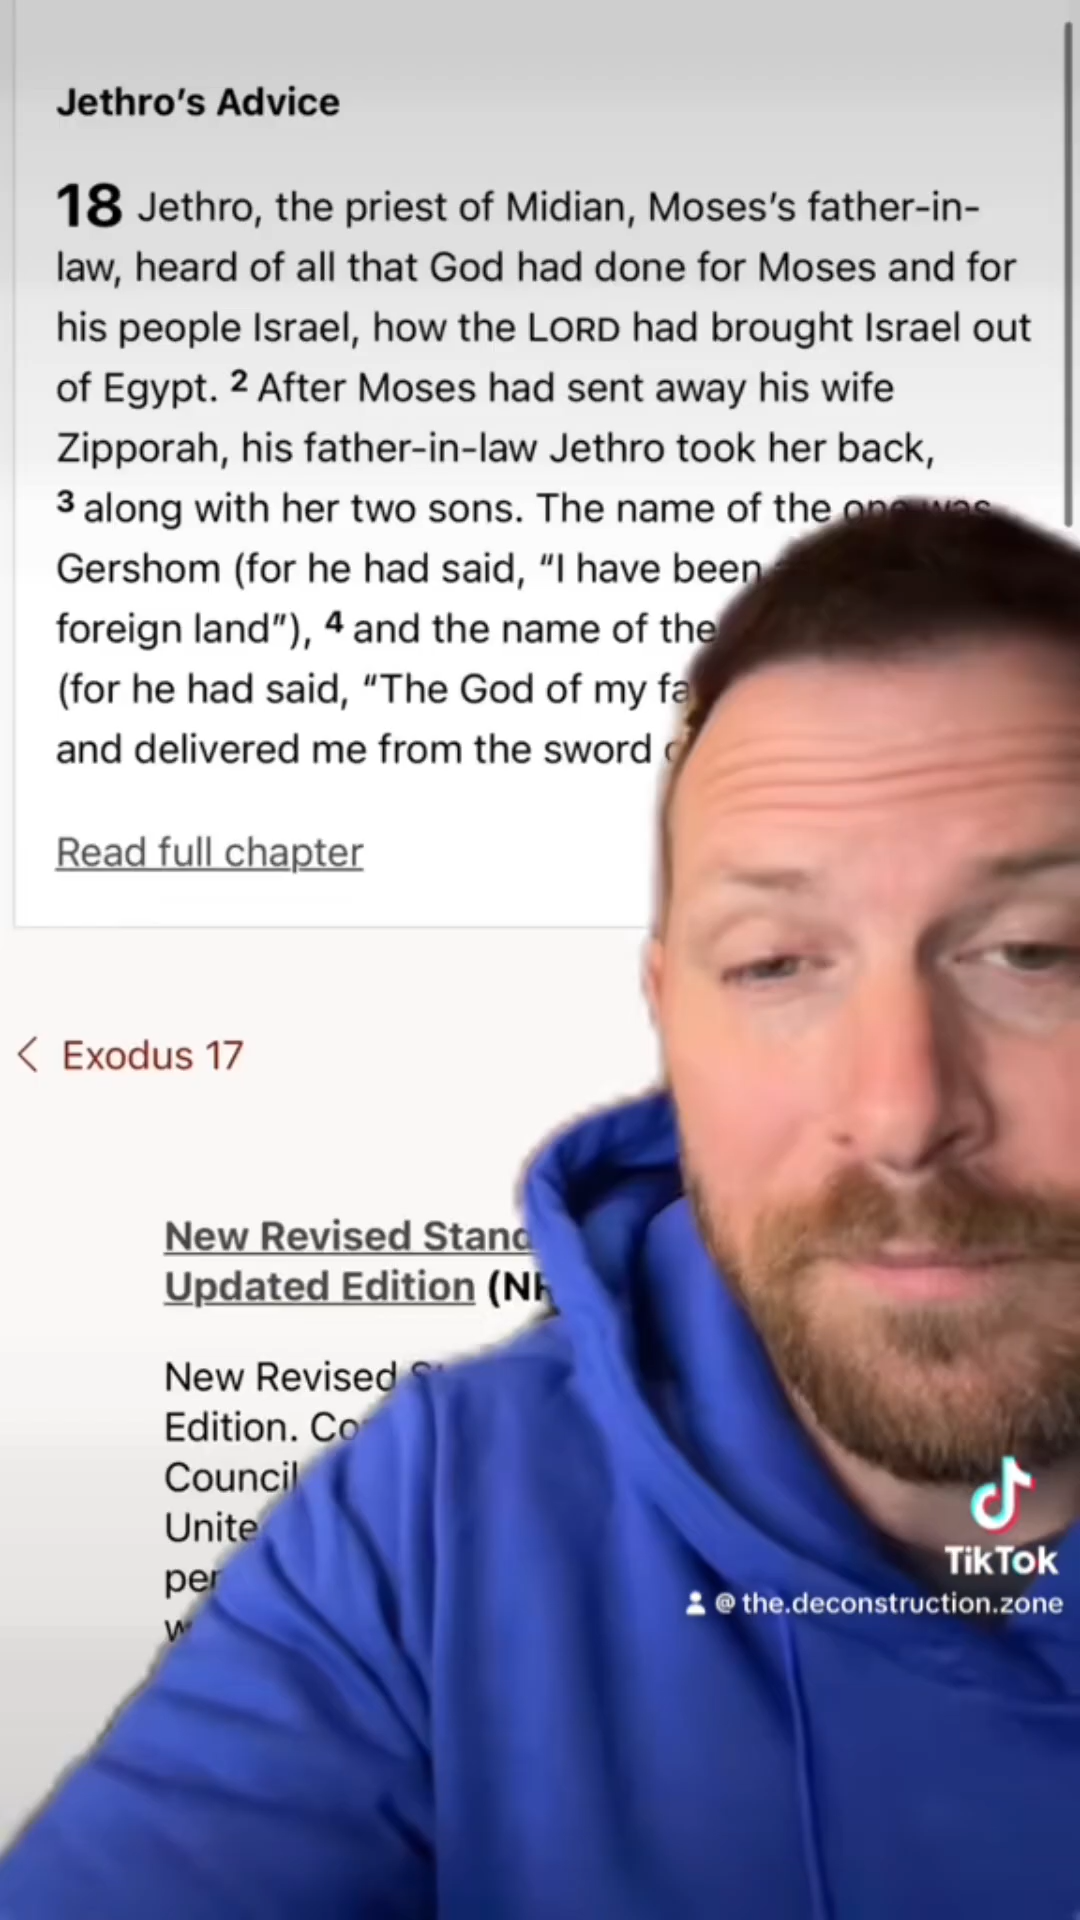 Jethro’s Advice
18 Jethro, the priest of Midian, Moses’s father-in-
law, heard of all that God had done for Moses and for
his people Israel, how the LORD had brought Israel out
of Egypt. 2 After Moses had sent away his wife
Zipporah, his father-in-law Jethro took her back,
3 along with her two sons. The name of the one was
Gershom (for he had said, “I have been
foreign land”), 4 and the name of the
(for he had said, “The God of my
and delivered me from the sword
Read full chapter
< Exodus 17
New Revised
Updated Edition
New Revised
Edition.
Council
TikTok
@ the.deconstruction.zone